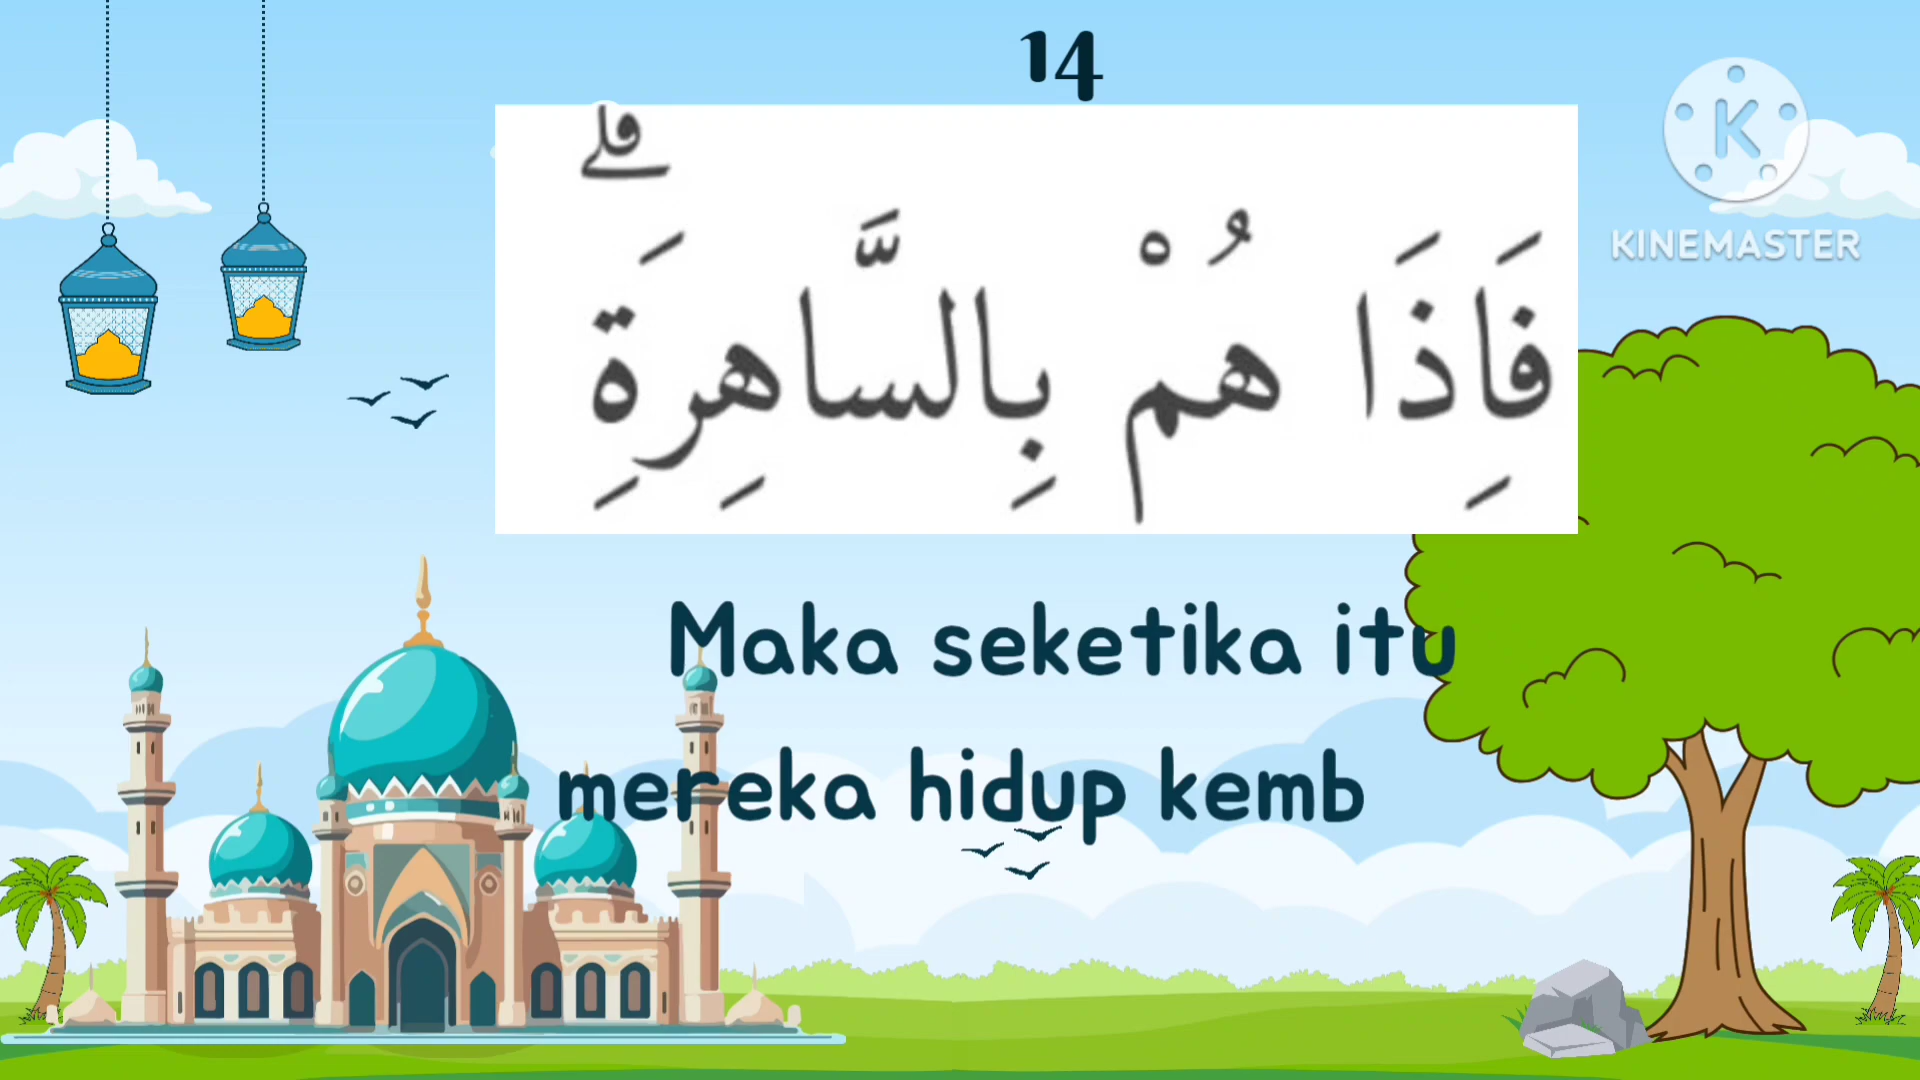 14
فَاِذَا هُمْ بِالسَّاهِرَةِۗ
KINEMASTER
Maka seketika itu
mereka hidup kemb